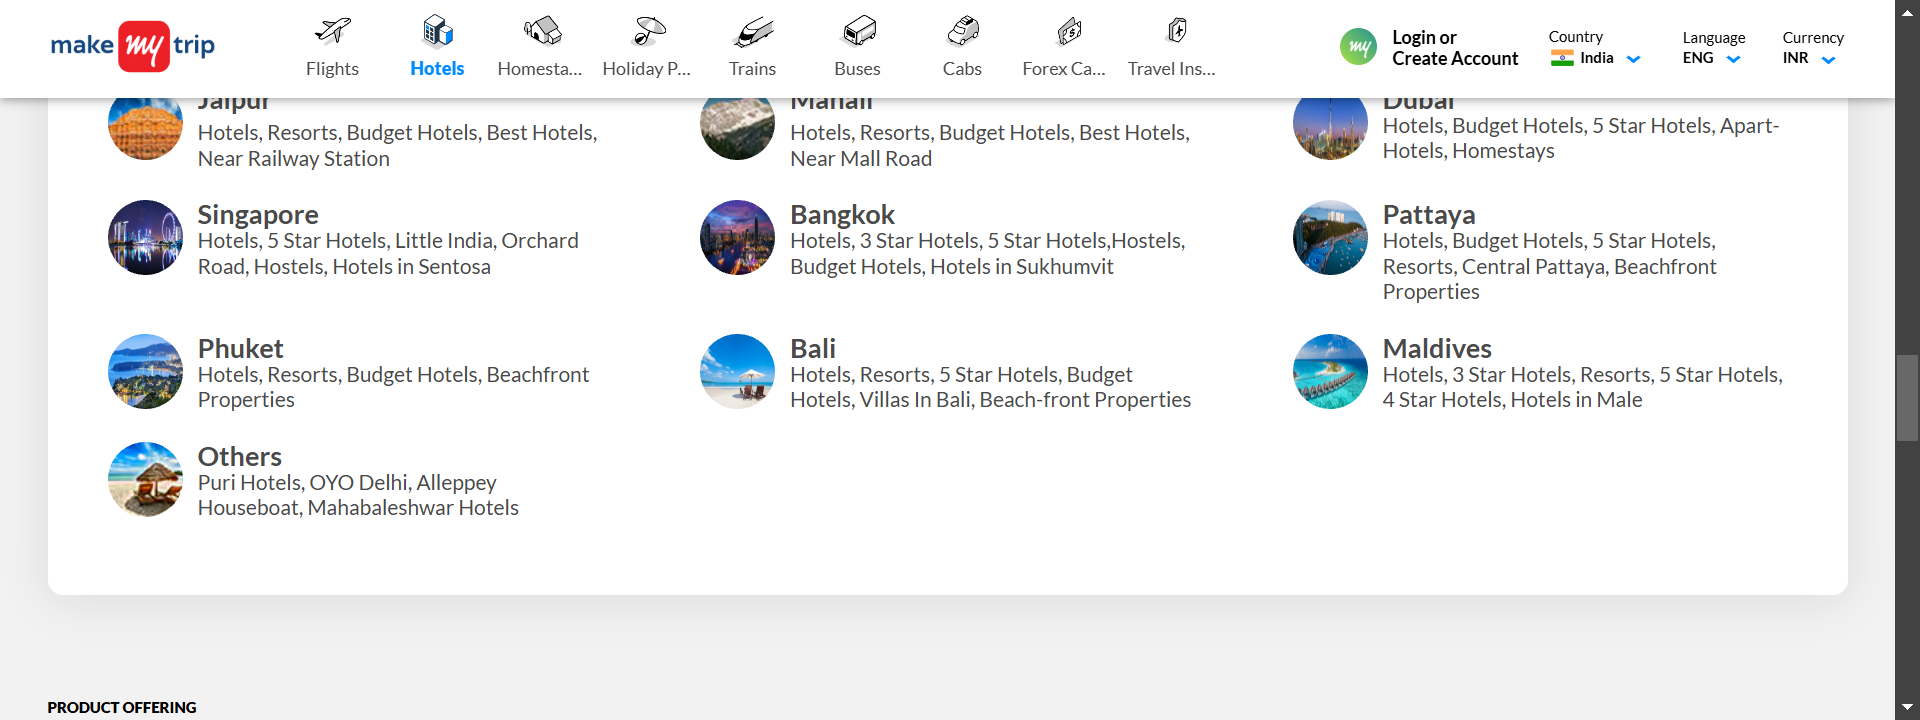 make my trip
Flights
Hotels
Homesta...
Holiday P...
Trains
Buses
Cabs
Forex Ca...
Travel Ins...
my
Login or
Create Account
Country
India
Language
ENG
Currency
INR
Jaipur
Hotels, Resorts, Budget Hotels, Best Hotels,
Near Railway Station
Manali
Hotels, Resorts, Budget Hotels, Best Hotels,
Near Mall Road
Dubai
Hotels, Budget Hotels, 5 Star Hotels, Apart-
Hotels, Homestays
Singapore
Hotels, 5 Star Hotels, Little India, Orchard
Road, Hostels, Hotels in Sentosa
Bangkok
Hotels, 3 Star Hotels, 5 Star Hotels,Hostels,
Budget Hotels, Hotels in Sukhumvit
Pattaya
Hotels, Budget Hotels, 5 Star Hotels,
Resorts, Central Pattaya, Beachfront
Properties
Phuket
Hotels, Resorts, Budget Hotels, Beachfront
Properties
Bali
Hotels, Resorts, 5 Star Hotels, Budget
Hotels, Villas In Bali, Beach-front Properties
Maldives
Hotels, 3 Star Hotels, Resorts, 5 Star Hotels,
4 Star Hotels, Hotels in Male
Others
Puri Hotels, OYO Delhi, Alleppey
Houseboat, Mahabaleshwar Hotels
PRODUCT OFFERING